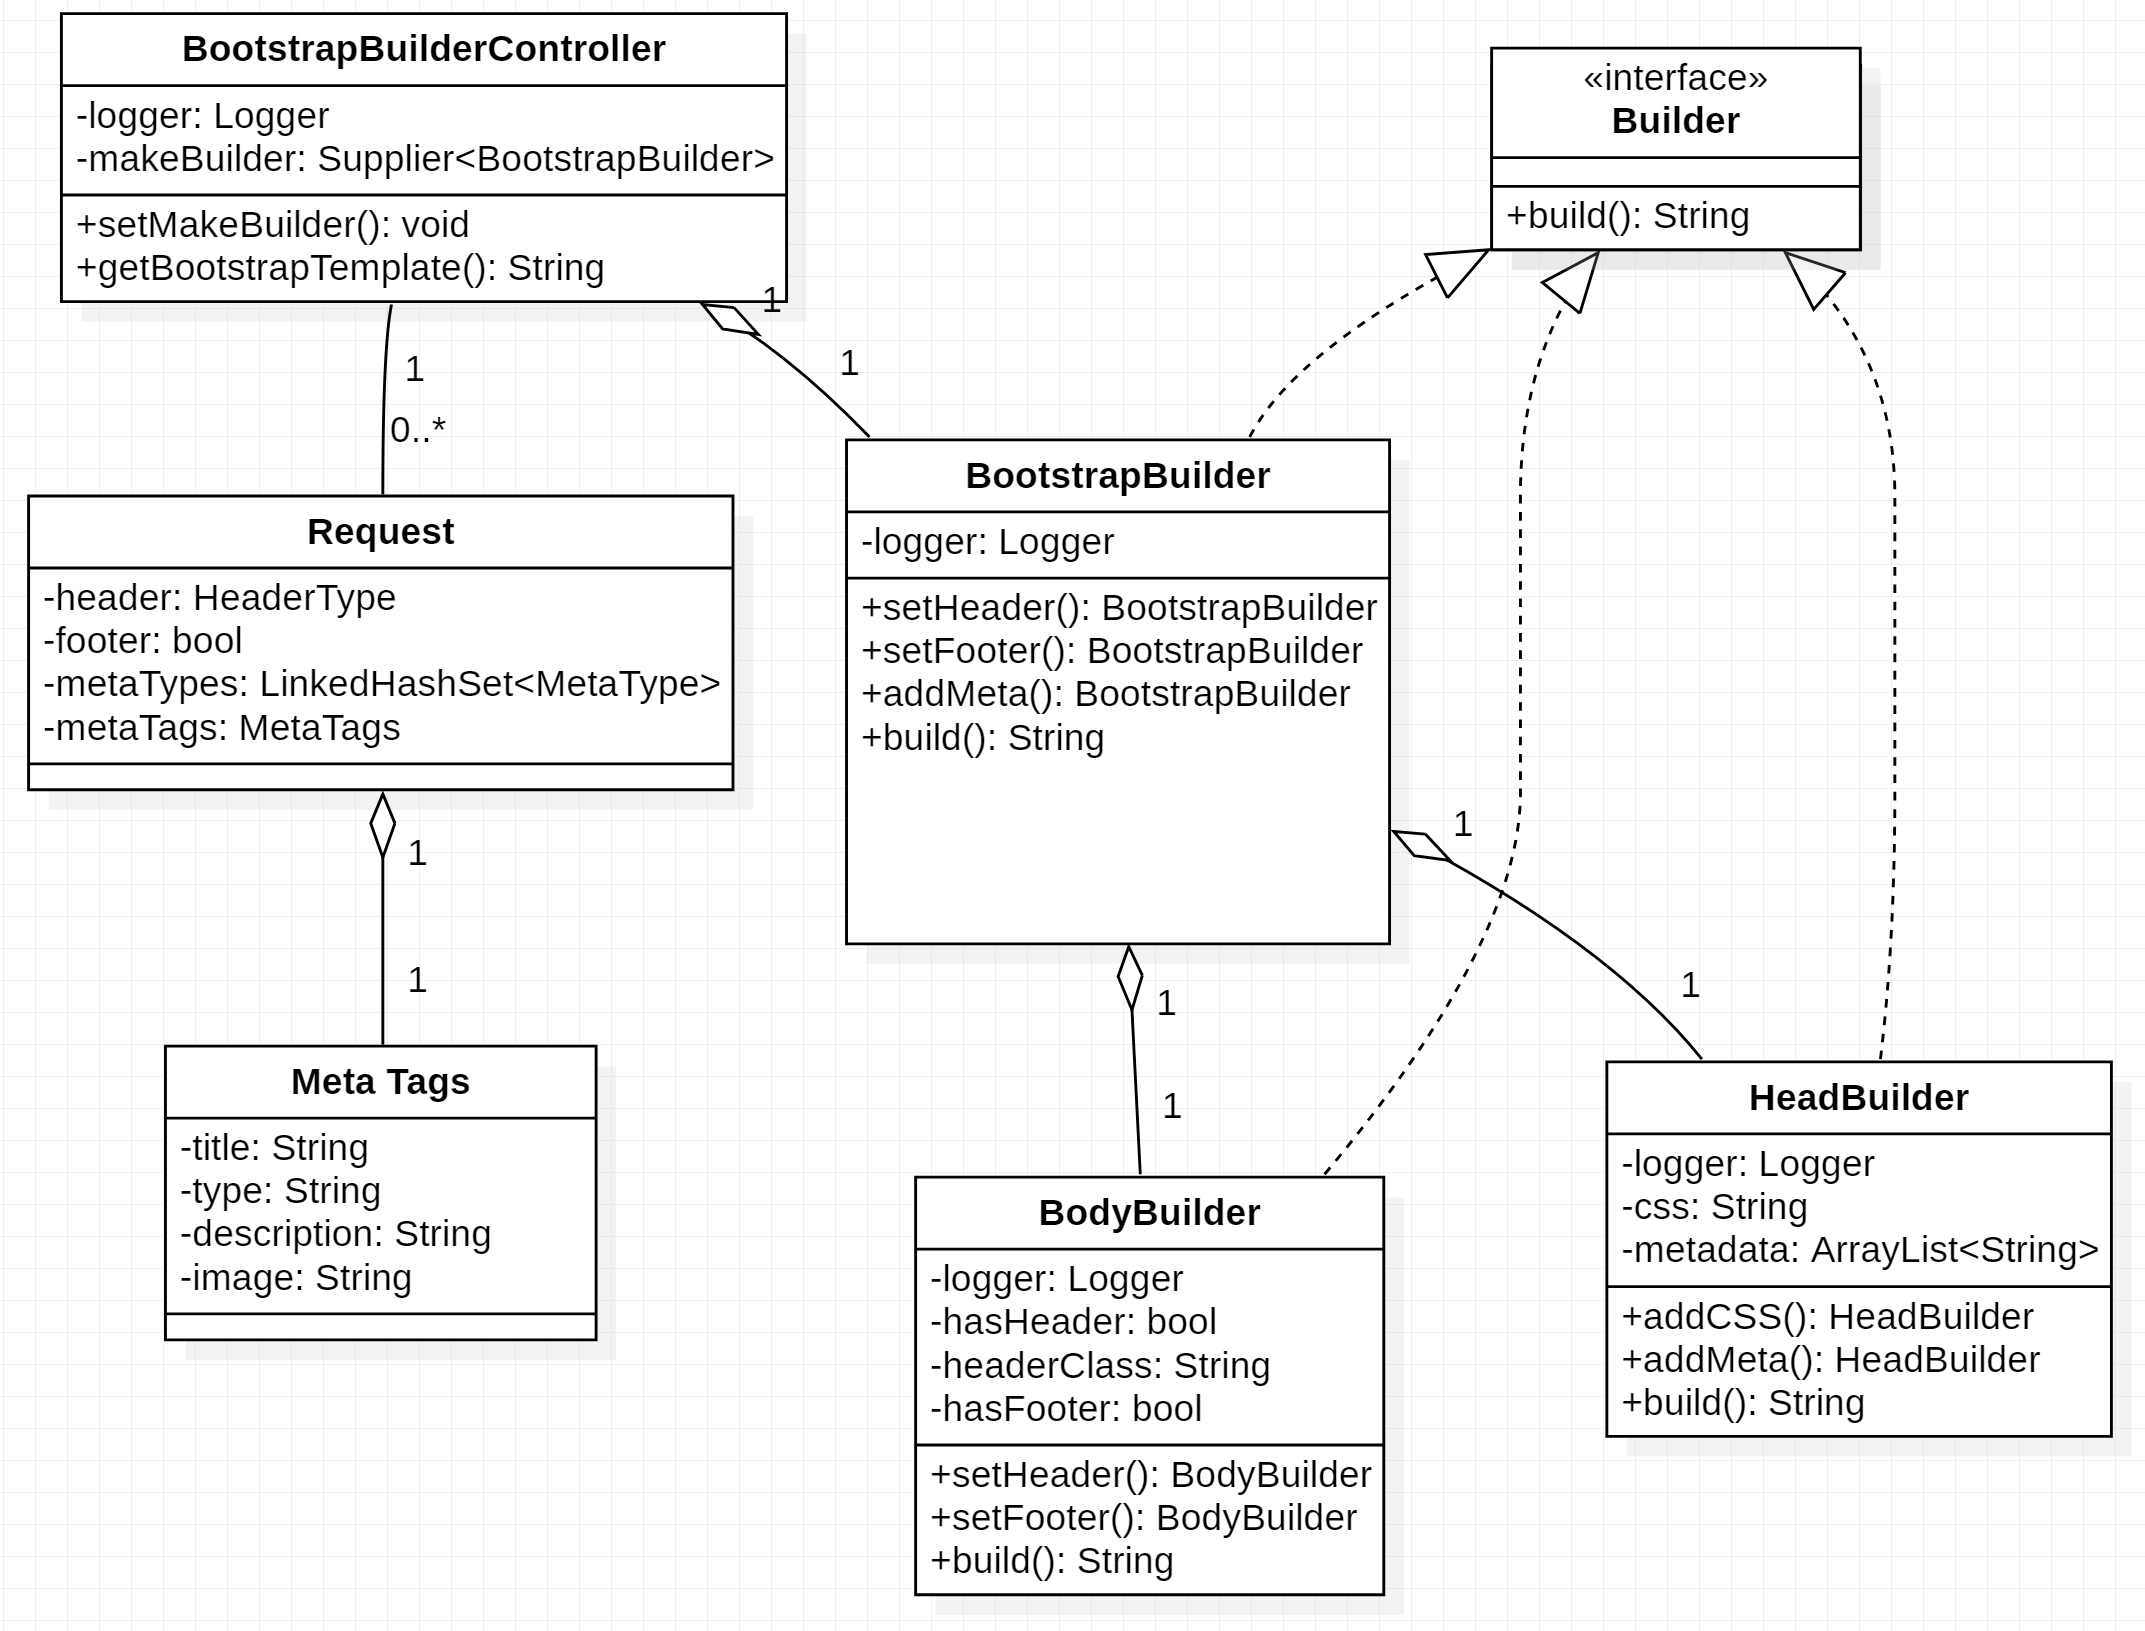 BootstrapBuilderController
-logger: Logger
-makeBuilder: Supplier<BootstrapBuilder>
+setMakeBuilder(): void
+getBootstrapTemplate(): String
«interface»
Builder
+build(): String
1
1
1
0..*
Request
-header: HeaderType
-footer: bool
-metaTypes: LinkedHashSet<MetaType>
-metaTags: MetaTags
BootstrapBuilder
-logger: Logger
+setHeader(): BootstrapBuilder
+setFooter(): BootstrapBuilder
+addMeta(): BootstrapBuilder
+build(): String
1
1
1
1
1
1
1
Meta Tags
-title: String
-type: String
-description: String
-image: String
BodyBuilder
-logger: Logger
-hasHeader: bool
-headerClass: String
-hasFooter: bool
+setHeader(): BodyBuilder
+setFooter(): BodyBuilder
+build(): String
HeadBuilder
-logger: Logger
-css: String
-metadata: ArrayList<String>
+addCSS(): HeadBuilder
+addMeta(): HeadBuilder
+build(): String